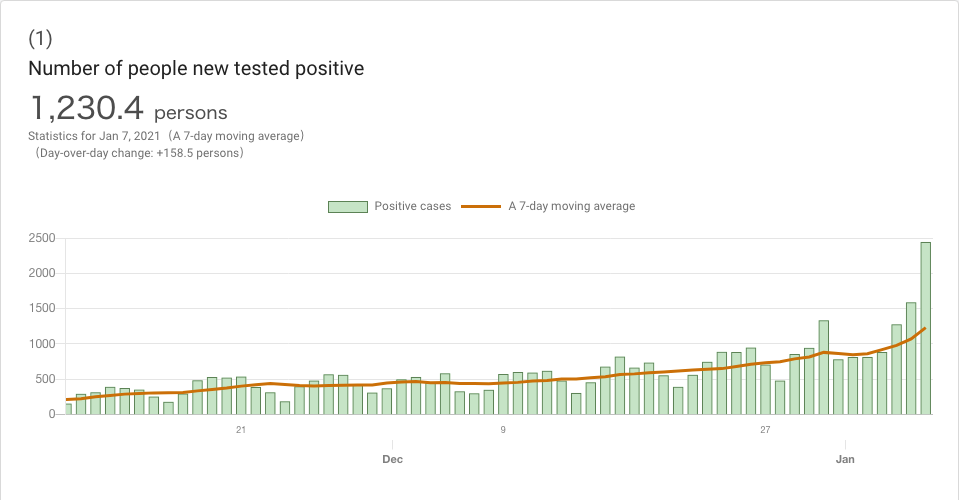 (1)
Number of people new tested positive
1,230.4 persons
Statistics for Jan 7, 2021（A 7-day moving average）
（Day-over-day change: +158.5 persons）
Positive cases A 7-day moving average
2500
2000
1500
1000
500
0
21 9 27
Dec Jan